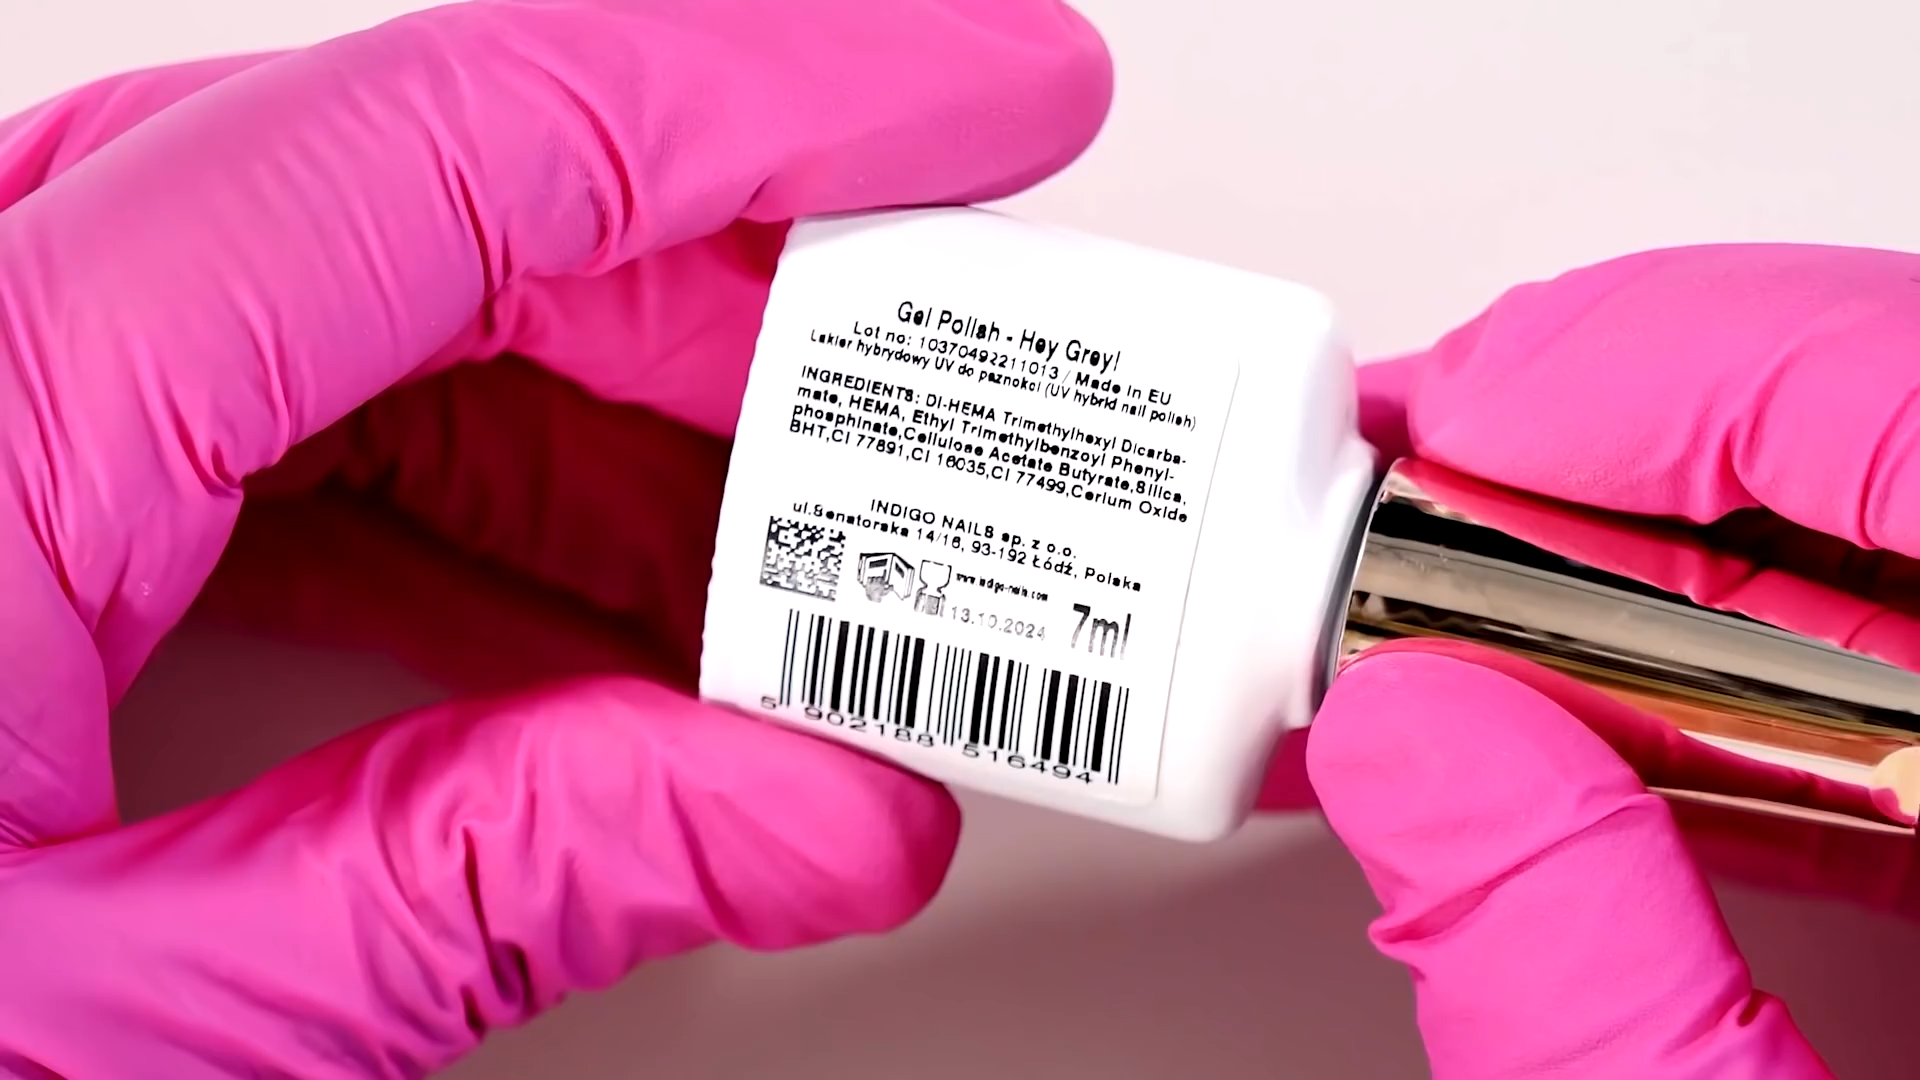 Gel Polish - Hey Grey!
Lot no: 10370492211013 / Made in EU
Lakier hybrydowy UV do paznokci (UV hybrid nail polish)
INGREDIENTS: DI-HEMA Trimethylhexyl Dicarba-
mate, HEMA, Ethyl Trimethylbenzoyl Phenyl-
phosphinate,Cellulose Acetate Butyrate,Silica,
BHT,CI 77891,CI 16035,CI 77499,Cerium Oxide
INDIGO NAILS sp. z o.o.
ul.Senatorska 14/16, 93-192 Łódź, Polska
www.indigo-nails.com
13.10.2024 7ml
5 902188 516494